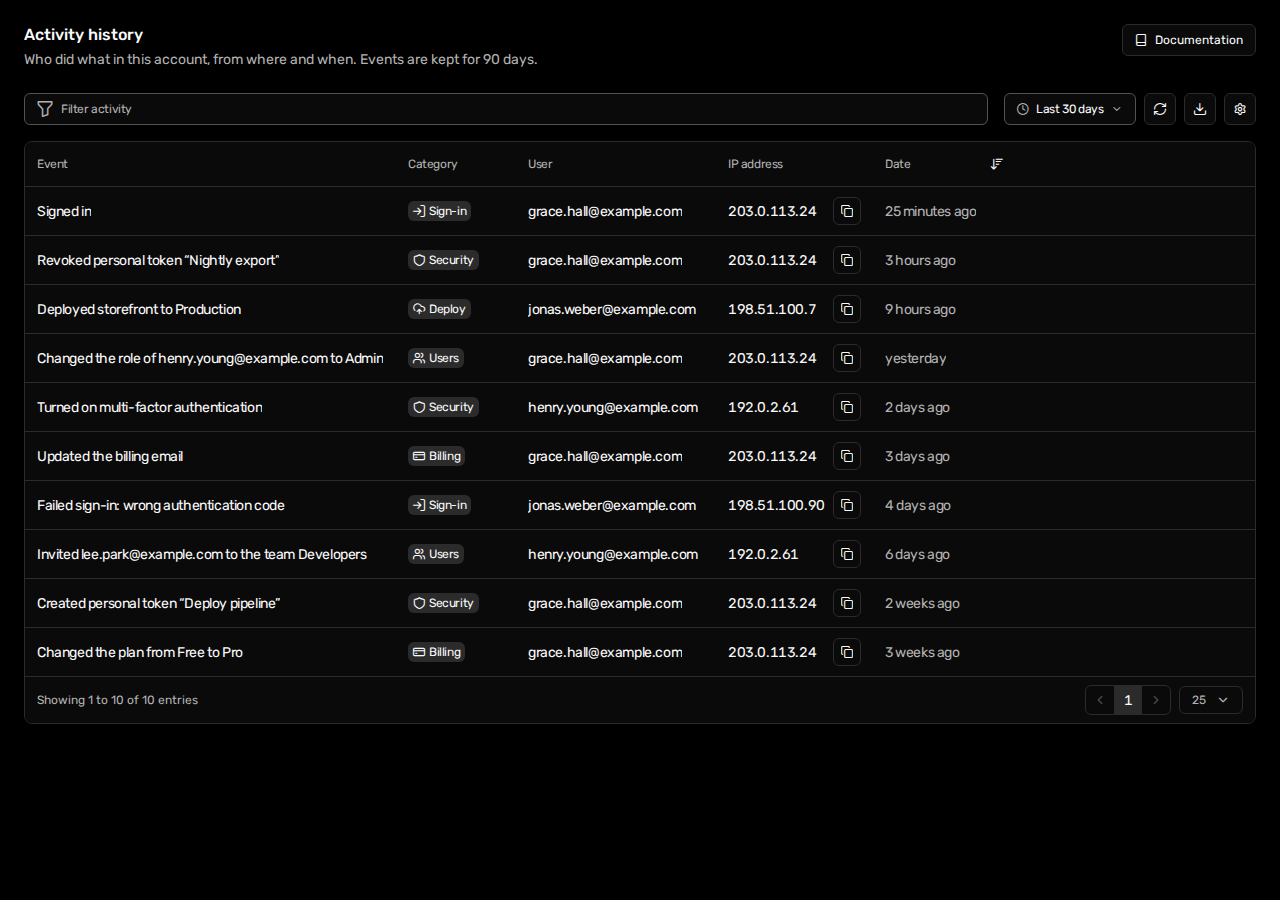 Activity history
Who did what in this account, from where and when. Events are kept for 90 days.
Documentation
Filter activity
Last 30 days
Event Category User IP address Date
Signed in Sign-in grace.hall@example.com 203.0.113.24 25 minutes ago
Revoked personal token “Nightly export” Security grace.hall@example.com 203.0.113.24 3 hours ago
Deployed storefront to Production Deploy jonas.weber@example.com 198.51.100.7 9 hours ago
Changed the role of henry.young@example.com to Admin Users grace.hall@example.com 203.0.113.24 yesterday
Turned on multi-factor authentication Security henry.young@example.com 192.0.2.61 2 days ago
Updated the billing email Billing grace.hall@example.com 203.0.113.24 3 days ago
Failed sign-in: wrong authentication code Sign-in jonas.weber@example.com 198.51.100.90 4 days ago
Invited lee.park@example.com to the team Developers Users henry.young@example.com 192.0.2.61 6 days ago
Created personal token “Deploy pipeline” Security grace.hall@example.com 203.0.113.24 2 weeks ago
Changed the plan from Free to Pro Billing grace.hall@example.com 203.0.113.24 3 weeks ago
Showing 1 to 10 of 10 entries 1 25